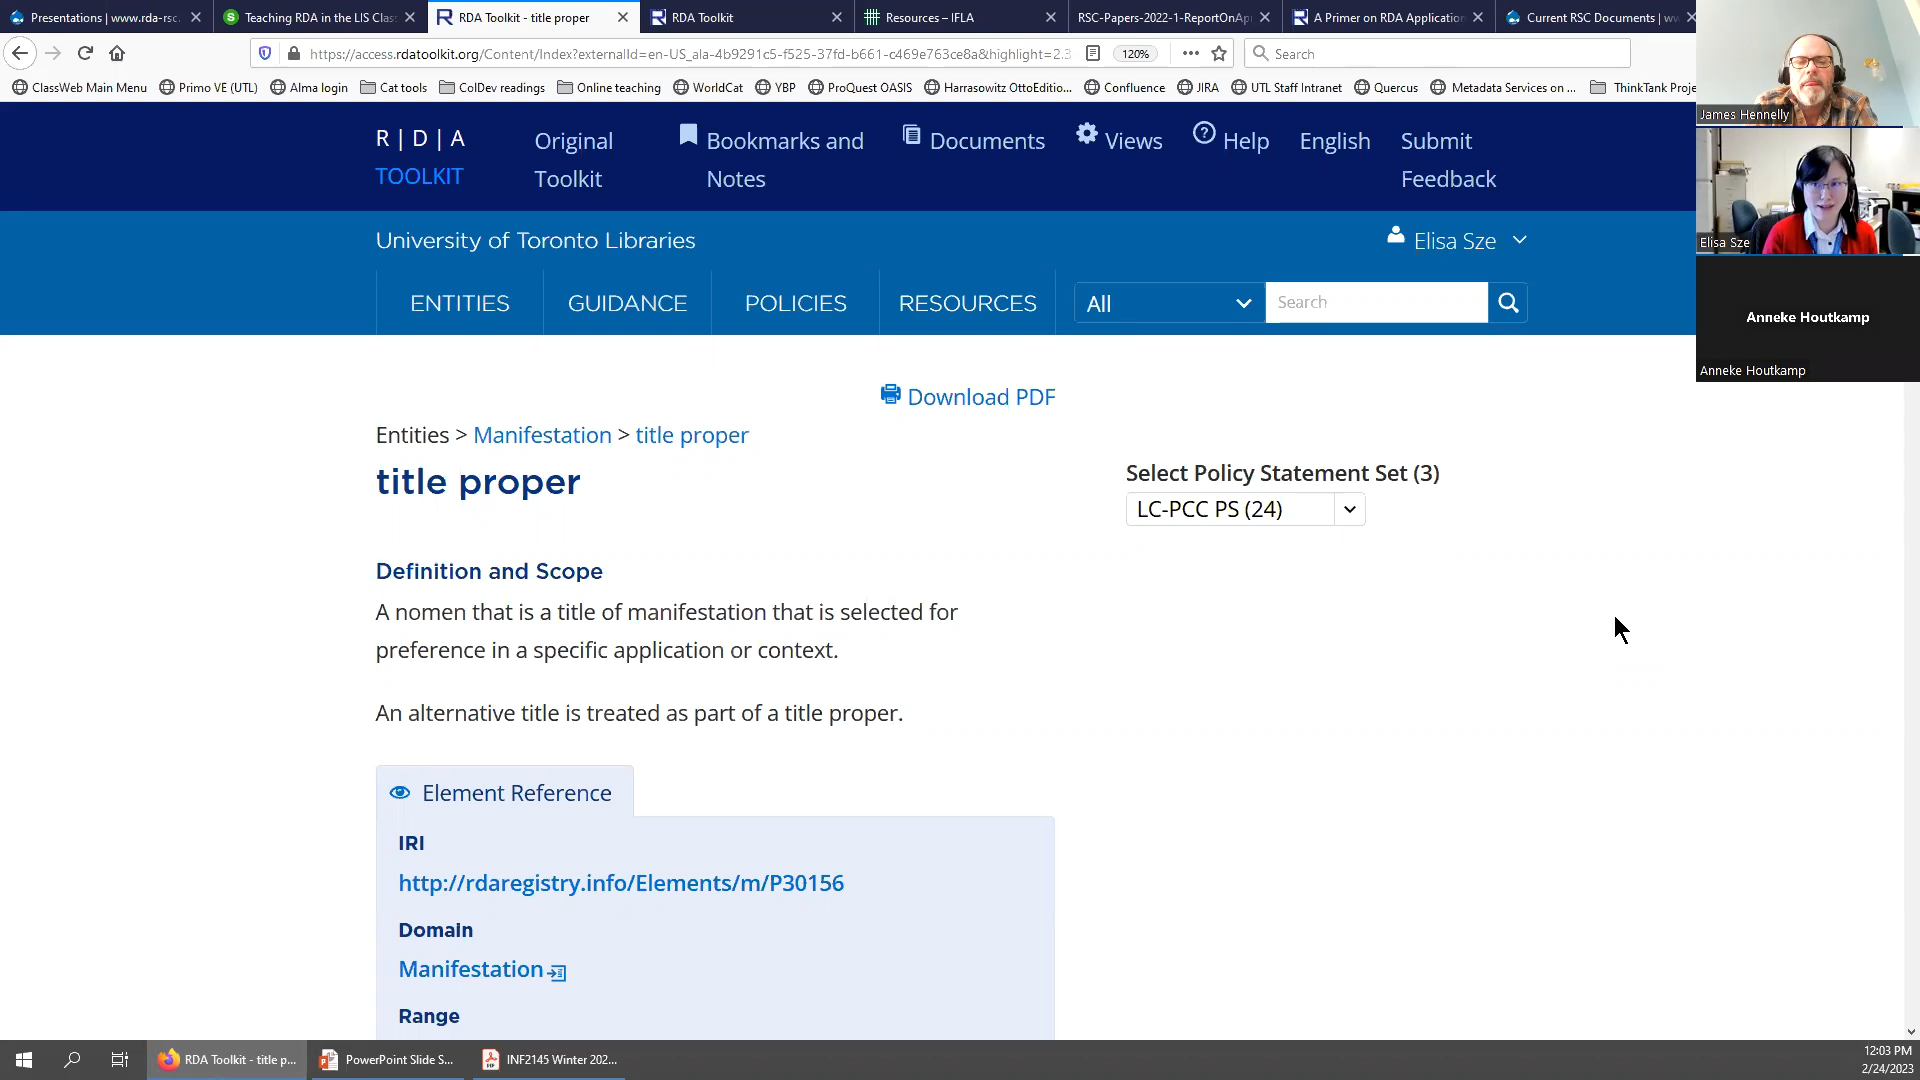 Presentations | www.rda-rsc.
Teaching RDA in the LIS Clas
RDA Toolkit - title proper
RDA Toolkit
Resources – IFLA
RSC-Papers-2022-1-ReportOnAp
A Primer on RDA Application
Current RSC Documents | ww
https://access.rdatoolkit.org/Content/Index?externalId=en-US_ala-4b9291c5-f525-37fd-b661-c469e763ce8a&highlight=2.3
120%
Search
ClassWeb Main Menu
Primo VE (UTL)
Alma login
Cat tools
ColDev readings
Online teaching
WorldCat
YBP
ProQuest OASIS
Harrasowitz OttoEditio...
Confluence
JIRA
UTL Staff Intranet
Quercus
Metadata Services on ...
ThinkTank Proje
R | D | A
TOOLKIT
Original
Toolkit
Bookmarks and
Notes
Documents
Views
Help
English
Submit
Feedback
University of Toronto Libraries
Elisa Sze
ENTITIES
GUIDANCE
POLICIES
RESOURCES
All
Search
James Hennelly
Elisa Sze
Anneke Houtkamp
Anneke Houtkamp
Download PDF
Entities > Manifestation > title proper
title proper
Select Policy Statement Set (3)
LC-PCC PS (24)
Definition and Scope
A nomen that is a title of manifestation that is selected for
preference in a specific application or context.
An alternative title is treated as part of a title proper.
Element Reference
IRI
http://rdaregistry.info/Elements/m/P30156
Domain
Manifestation
Range
RDA Toolkit - title p...
PowerPoint Slide S...
INF2145 Winter 202...
12:03 PM
2/24/2023